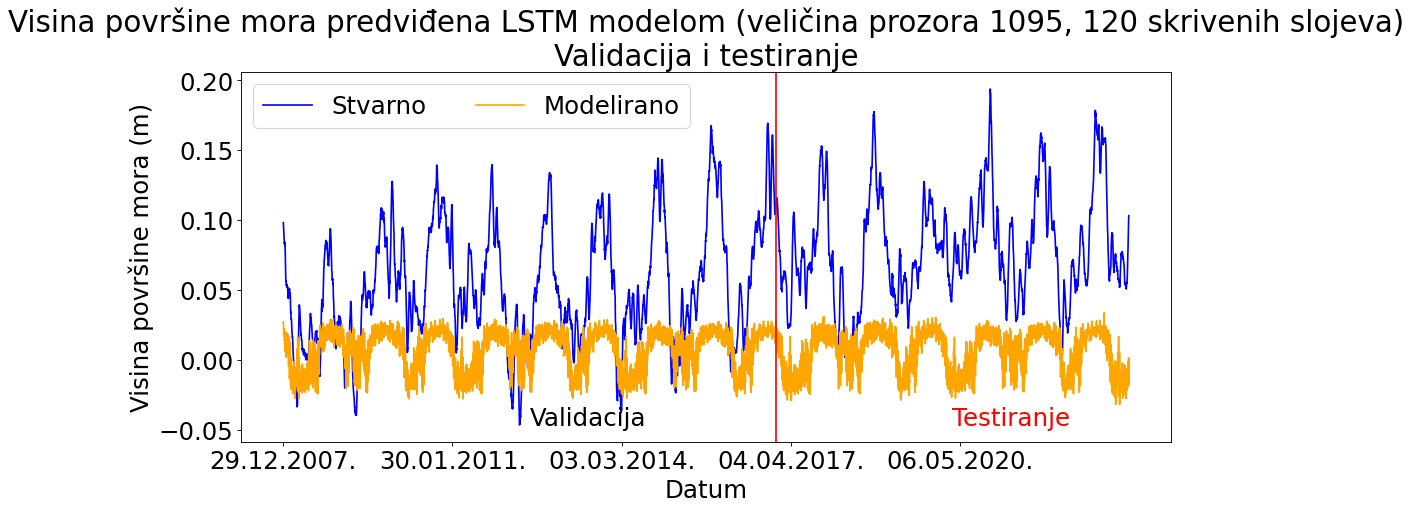 Visina površine mora predviđena LSTM modelom (veličina prozora 1095, 120 skrivenih slojeva)
Validacija i testiranje
Stvarno
Modelirano
Visina površine mora (m)
0.20
0.15
0.10
0.05
0.00
−0.05
Validacija
Testiranje
29.12.2007.
30.01.2011.
03.03.2014.
04.04.2017.
06.05.2020.
Datum